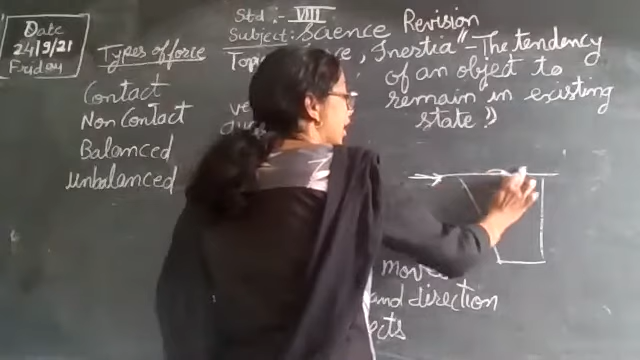 Date
24/9/21
Friday
Std :- VIII
Subject: Science Revision
Types of force
Contact
Non Contact
Balanced
Unbalanced
"Inertia" - The tendency
of an object to
remain in existing
state."
and direction